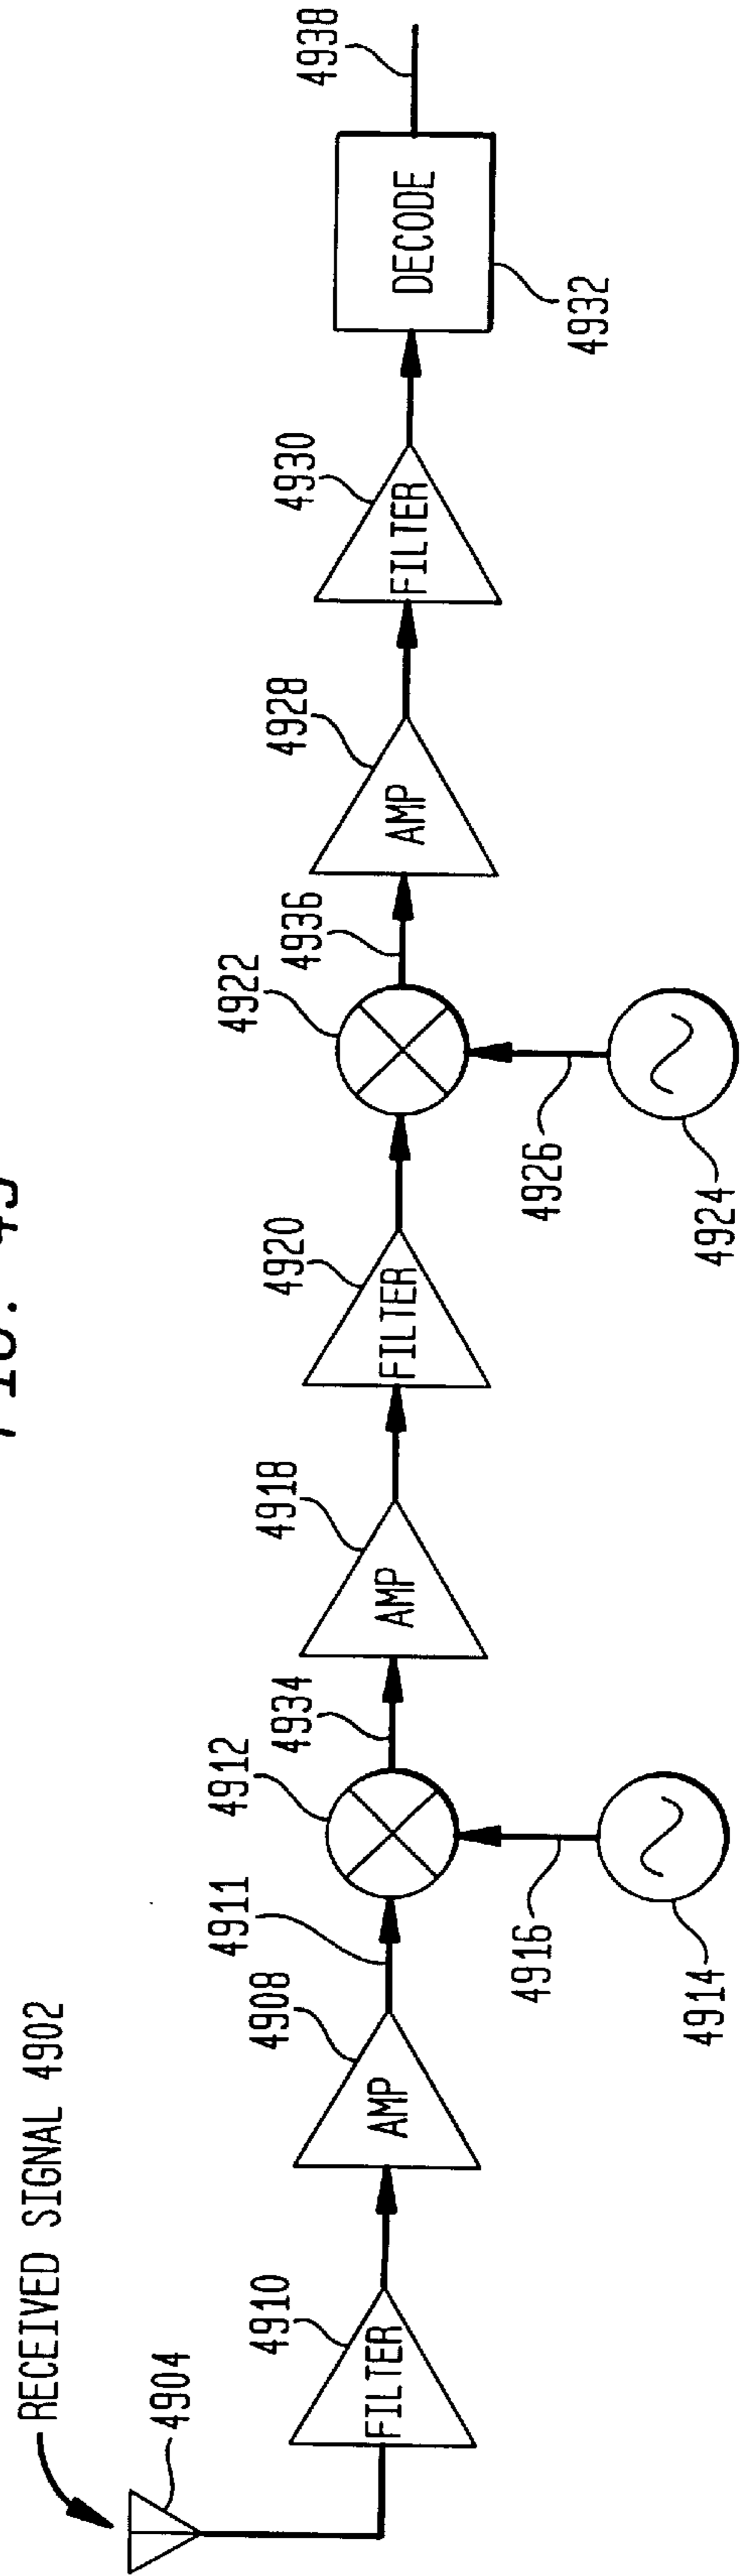 RECEIVED SIGNAL 4902
4904
4910
FILTER
4908
AMP
4911
4912
4916
4914
4934
4918
AMP
4920
FILTER
4922
4926
4924
4936
4928
AMP
4930
FILTER
DECODE
4932
4938